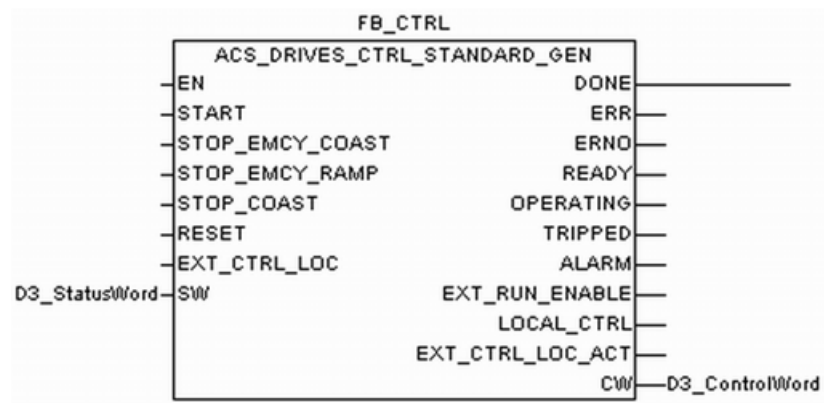 FB_CTRL
ACS_DRIVES_CTRL_STANDARD_GEN
EN DONE
START ERR
STOP_EMCY_COAST ERNO
STOP_EMCY_RAMP READY
STOP_COAST OPERATING
RESET TRIPPED
EXT_CTRL_LOC ALARM
D3_StatusWord SW EXT_RUN_ENABLE
LOCAL_CTRL
EXT_CTRL_LOC_ACT
CW D3_ControlWord